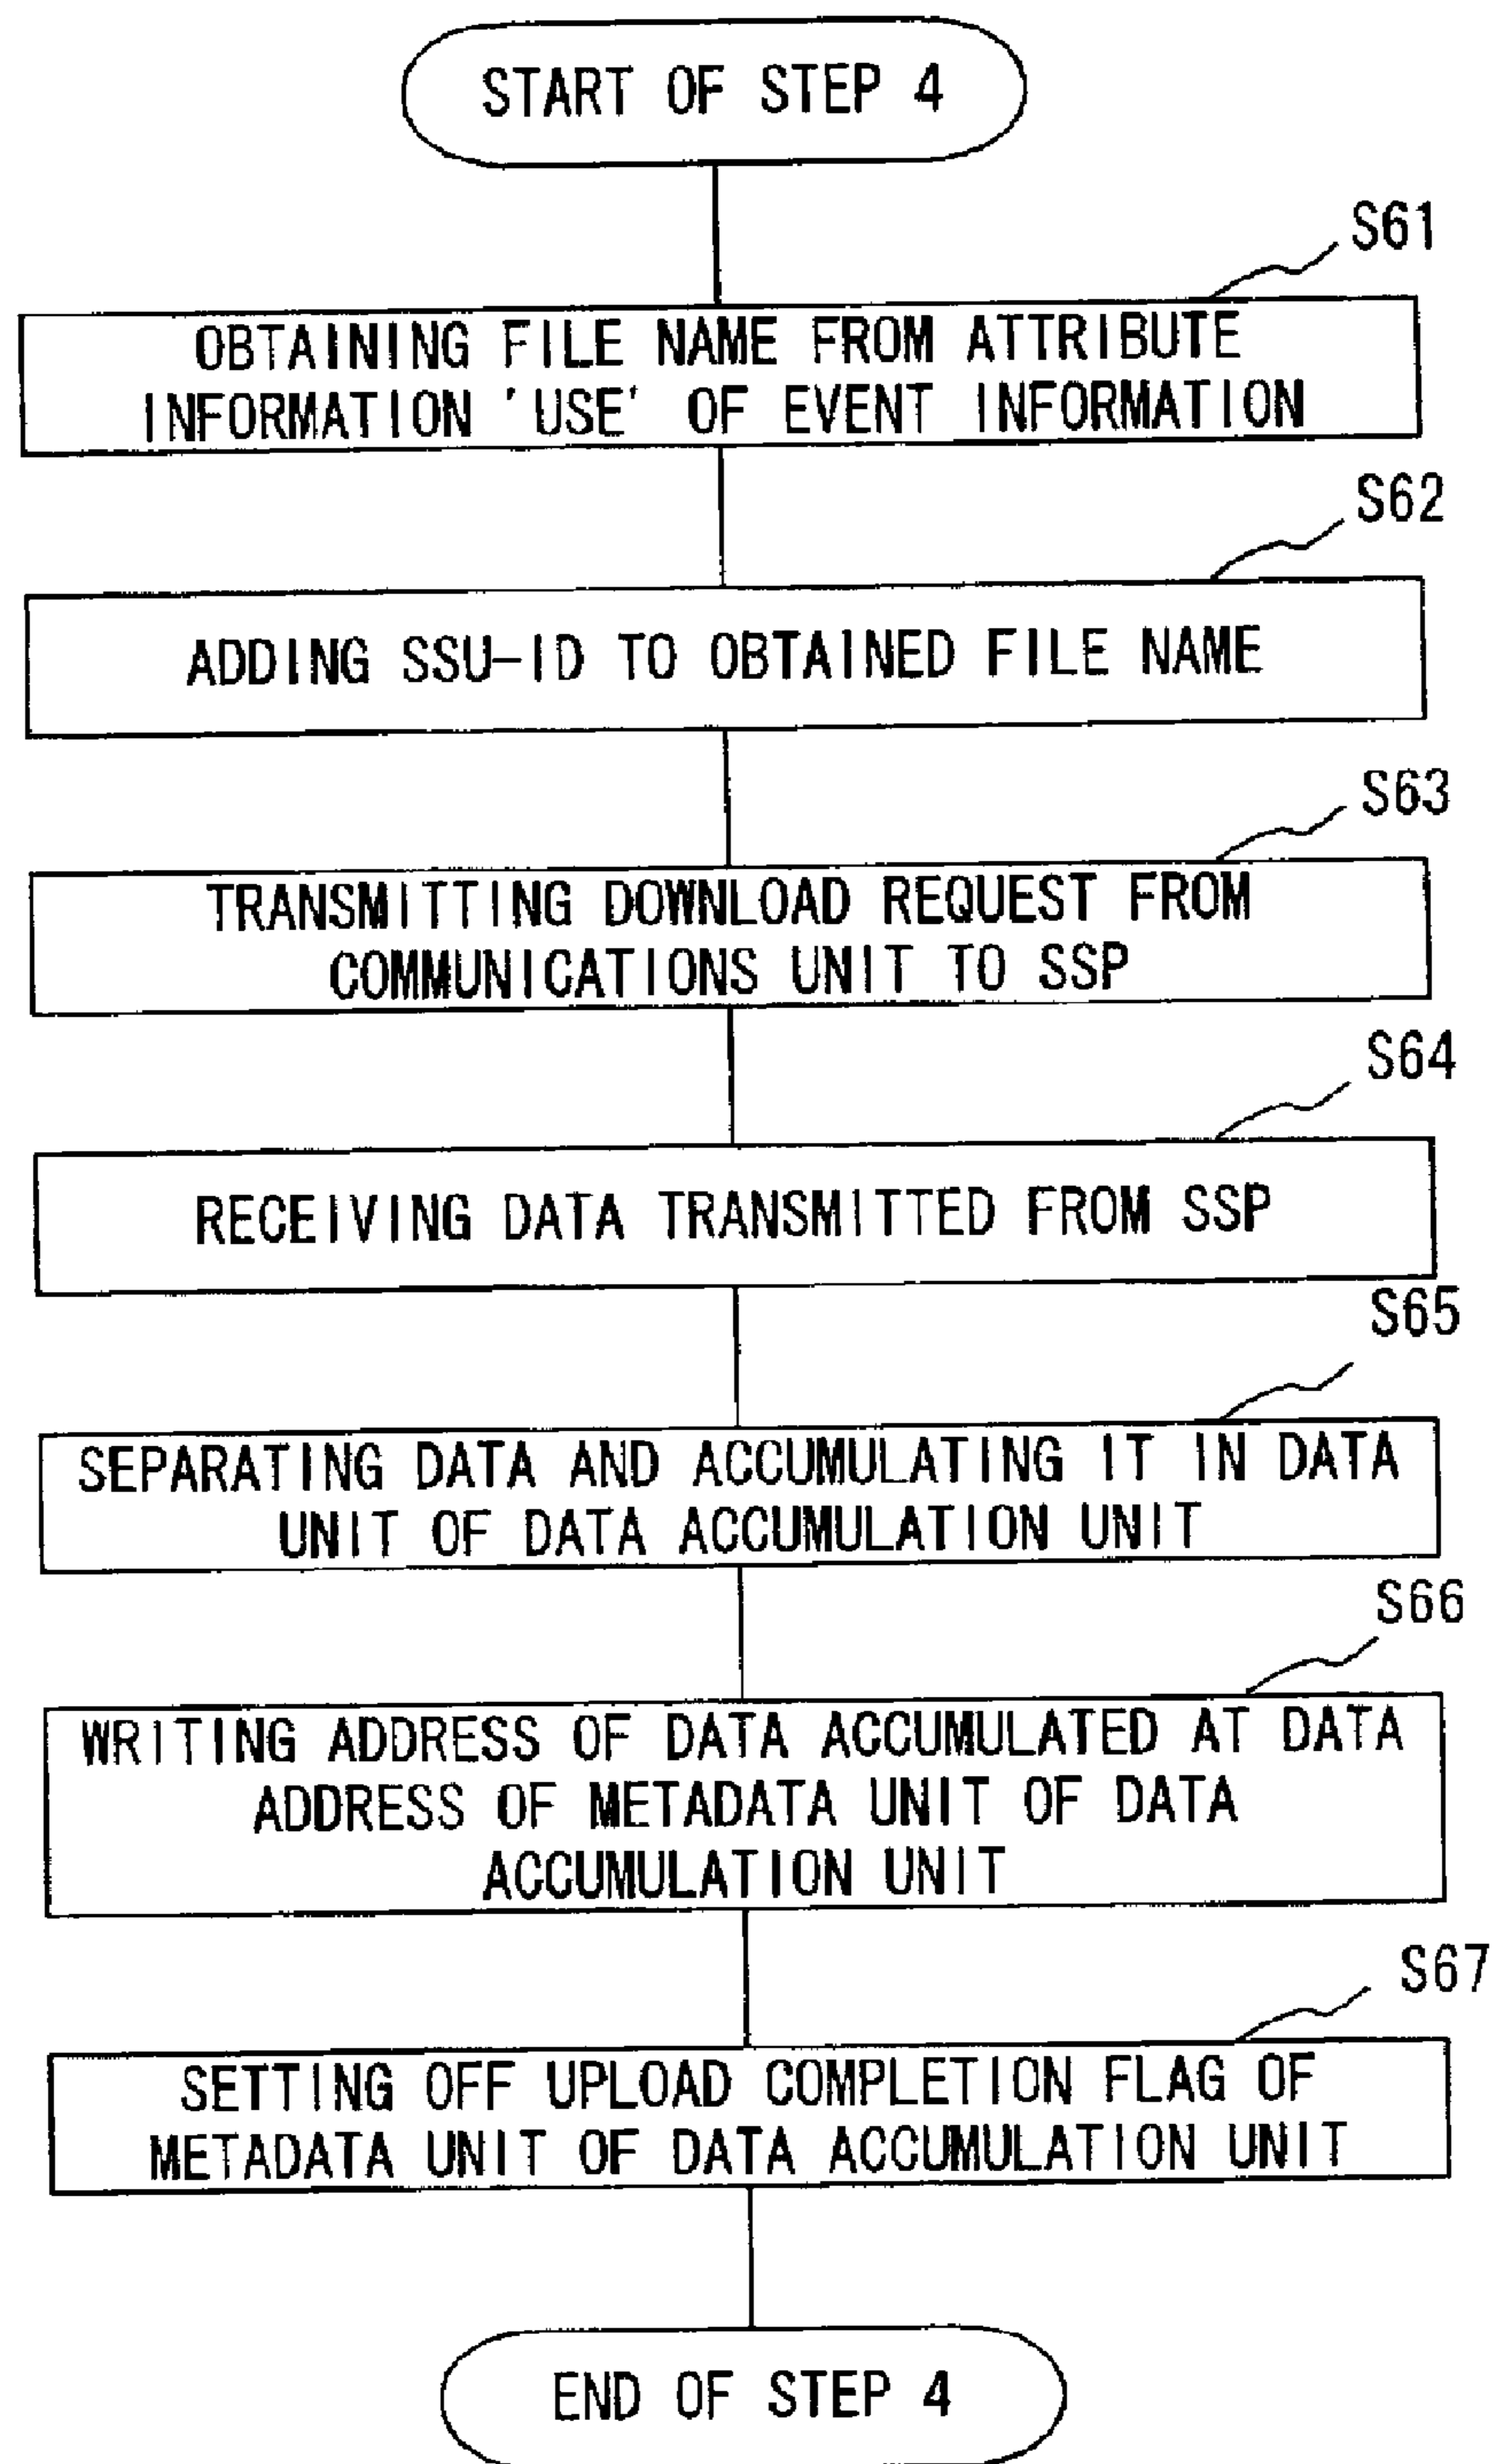 START OF STEP 4
S61
OBTAINING FILE NAME FROM ATTRIBUTE
INFORMATION 'USE' OF EVENT INFORMATION
S62
ADDING SSU-ID TO OBTAINED FILE NAME
S63
TRANSMITTING DOWNLOAD REQUEST FROM
COMMUNICATIONS UNIT TO SSP
S64
RECEIVING DATA TRANSMITTED FROM SSP
S65
SEPARATING DATA AND ACCUMULATING IT IN DATA
UNIT OF DATA ACCUMULATION UNIT
S66
WRITING ADDRESS OF DATA ACCUMULATED AT DATA
ADDRESS OF METADATA UNIT OF DATA
ACCUMULATION UNIT
S67
SETTING OFF UPLOAD COMPLETION FLAG OF
METADATA UNIT OF DATA ACCUMULATION UNIT
END OF STEP 4